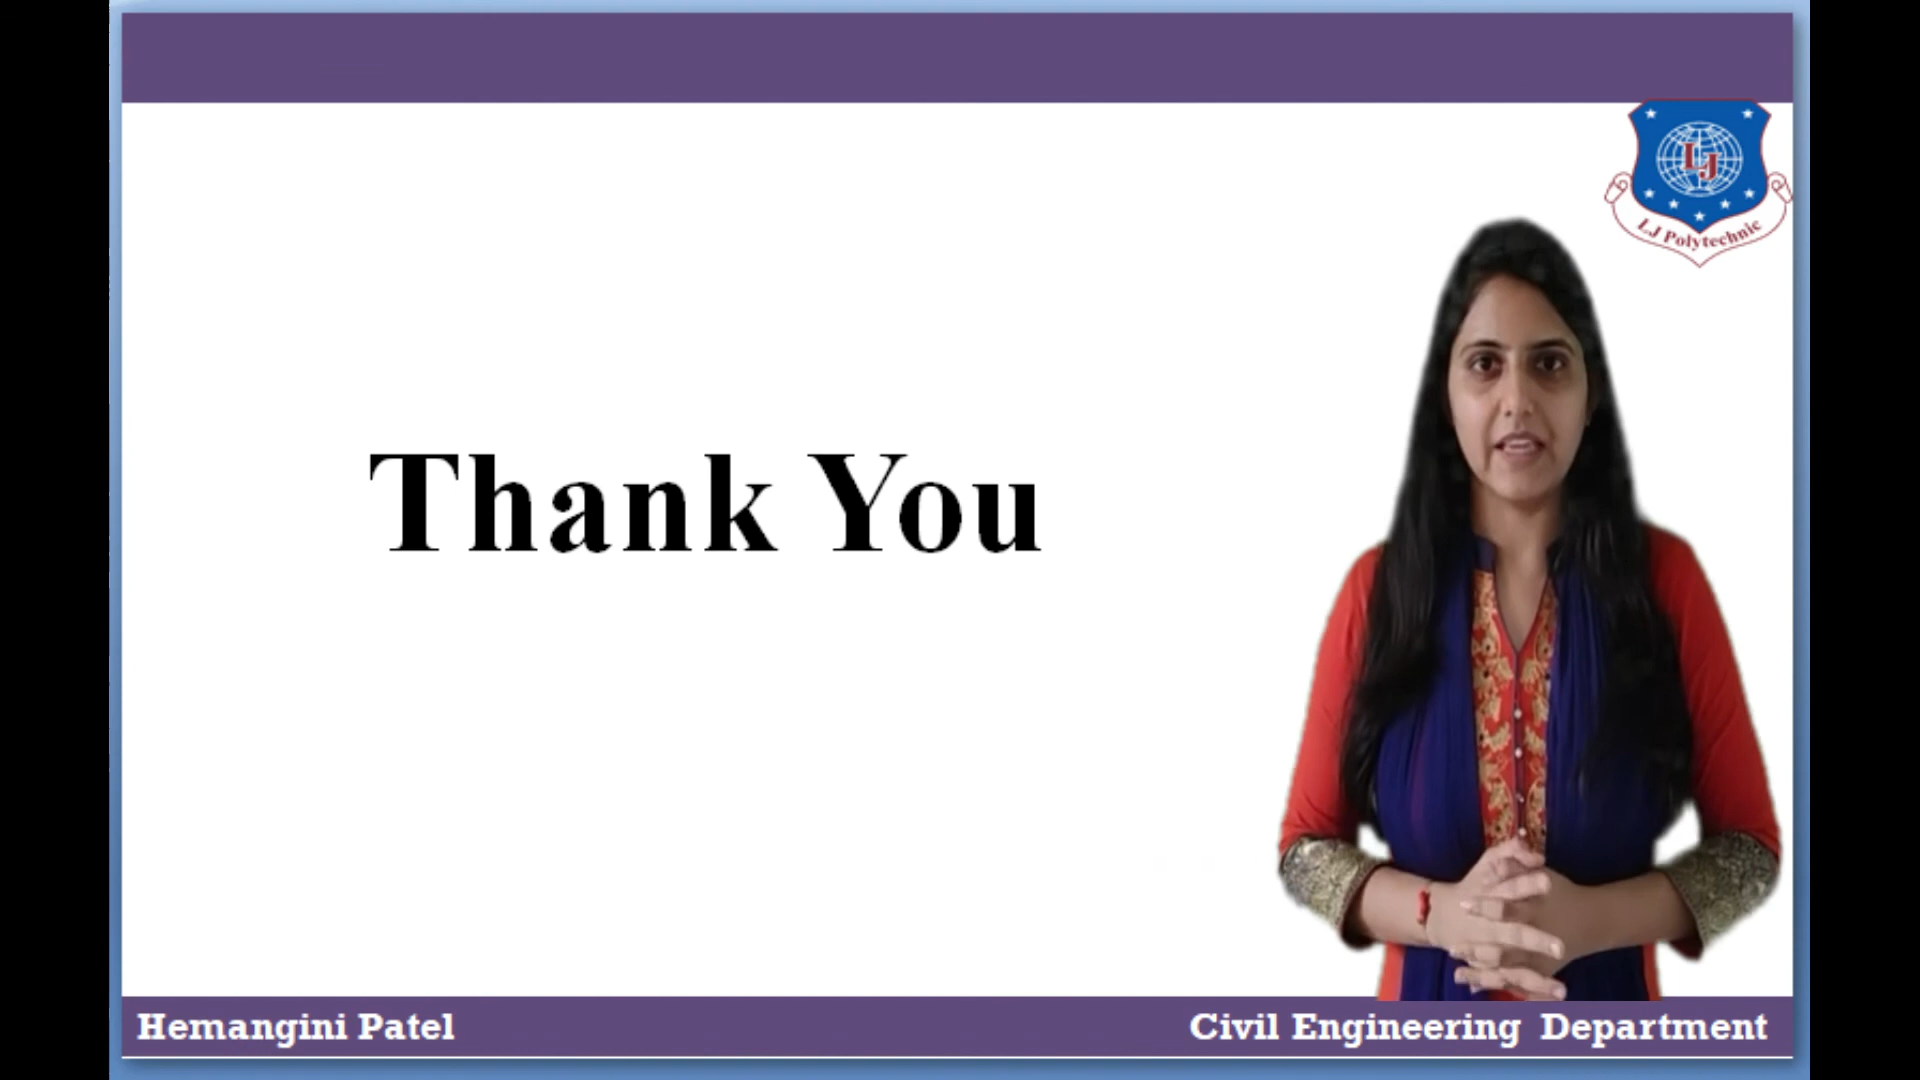 LJ
LJ Polytechnic
Thank You
Hemangini Patel
Civil Engineering Department